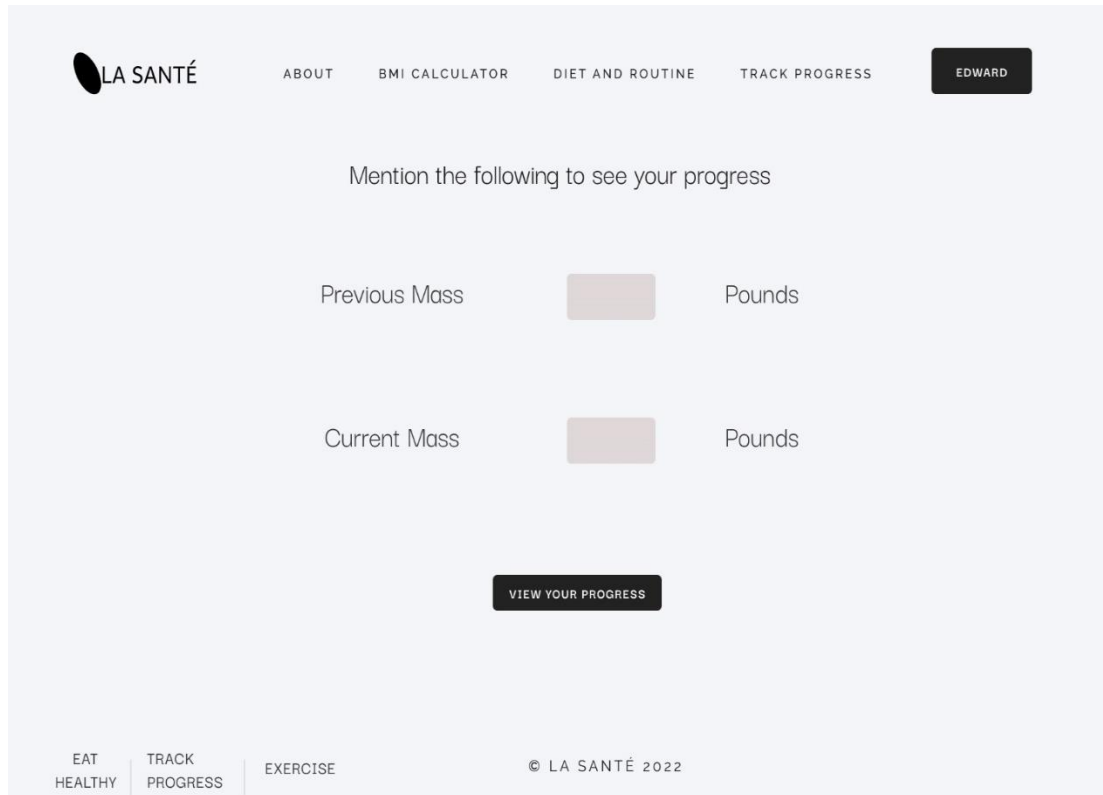 LA SANTÉ
ABOUT
BMI CALCULATOR
DIET AND ROUTINE
TRACK PROGRESS
EDWARD
Mention the following to see your progress
Previous Mass
Pounds
Current Mass
Pounds
VIEW YOUR PROGRESS
EAT
HEALTHY
TRACK
PROGRESS
EXERCISE
© LA SANTÉ 2022